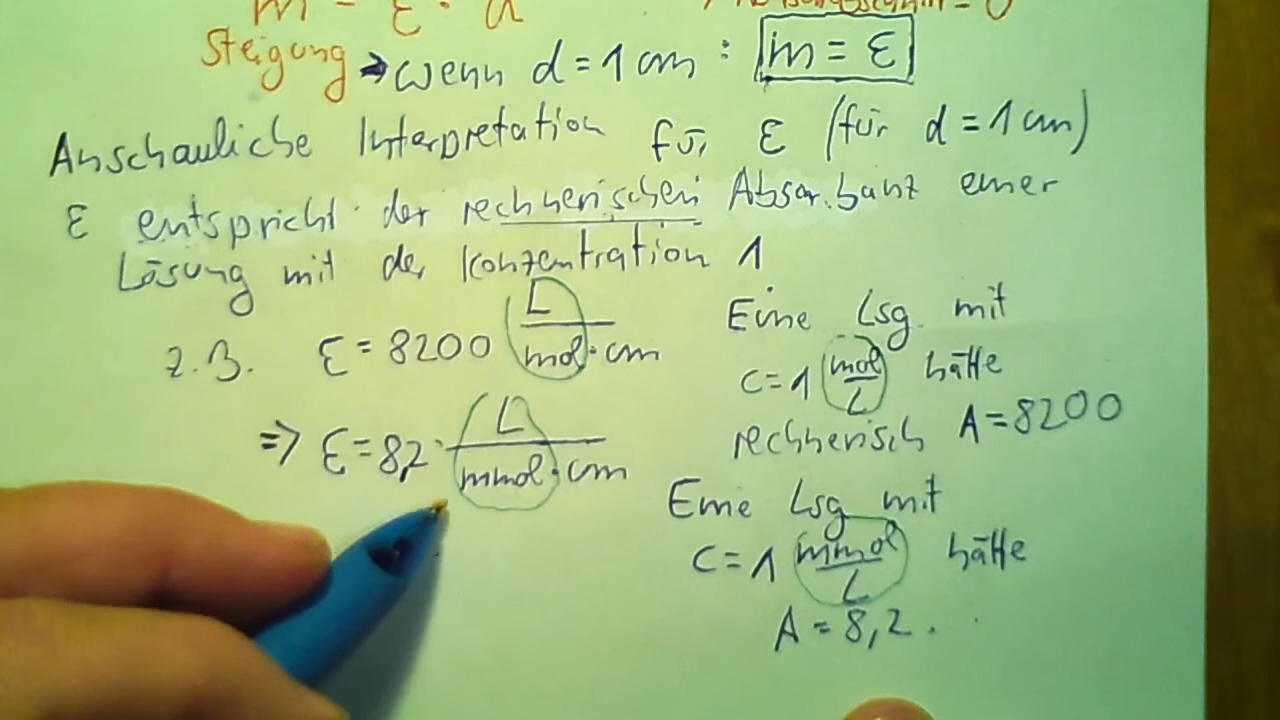 m = ε · d
Steigung → wenn d = 1 cm : m = ε
Anschauliche Interpretation für ε (für d = 1 cm)
ε entspricht der rechnerischen Absorbanz einer
Lösung mit der Konzentration 1
z.B. ε = 8200 L / mol · cm
⇒ ε = 8,2 · L / mmol · cm
Eine Lsg. mit
c = 1 mol/L hätte
rechnerisch A = 8200
Eine Lsg mit
c = 1 mmol/L hätte
A = 8,2.